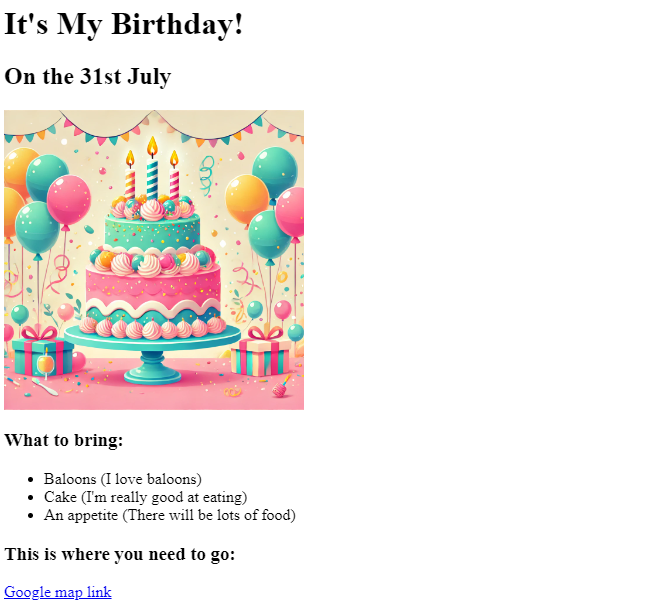 It's My Birthday!
On the 31st July
What to bring:
Baloons (I love baloons)
Cake (I'm really good at eating)
An appetite (There will be lots of food)
This is where you need to go:
Google map link